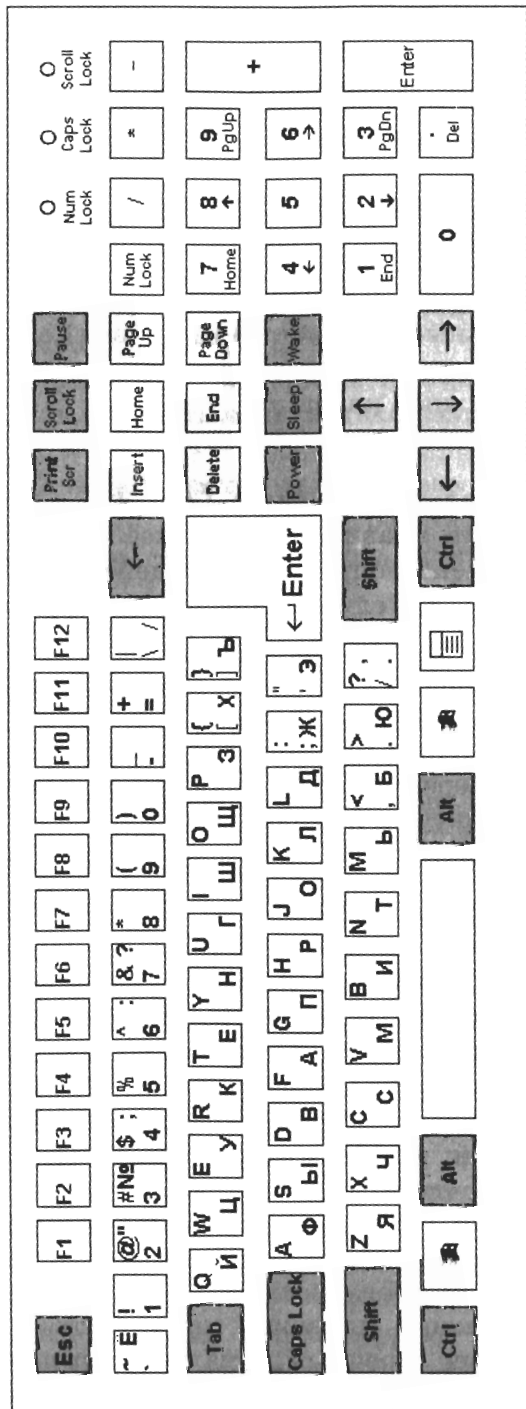 Esc F1 F2 F3 F4 F5 F6 F7 F8 F9 F10 F11 F12 Print Scr Scroll Lock Pause Num Lock Caps Lock Scroll Lock
~ ` Ё ! 1 @ " 2 # № 3 $ ; 4 % 5 ^ : 6 & ? 7 * 8 ( 9 ) 0 _ - + = | \ / ← Insert Home Page Up Num Lock / * -
Tab Q Й W Ц E У R К T Е Y Н U Г I Ш O Щ P З { [ Х } ] Ъ ↵ Enter Delete End Page Down 7 Home 8 ↑ 9 PgUp +
Caps Lock A Ф S Ы D В F А G П H Р J О K Л L Д : ; Ж " ' Э Power Sleep Wake 4 ← 5 6 →
Shift Z Я X Ч C С V М B И N Т M Ь < , Б > . Ю ? / . , Shift ↑ 1 End 2 ↓ 3 PgDn Enter
Ctrl Alt Alt Ctrl ← ↓ → 0 . Del